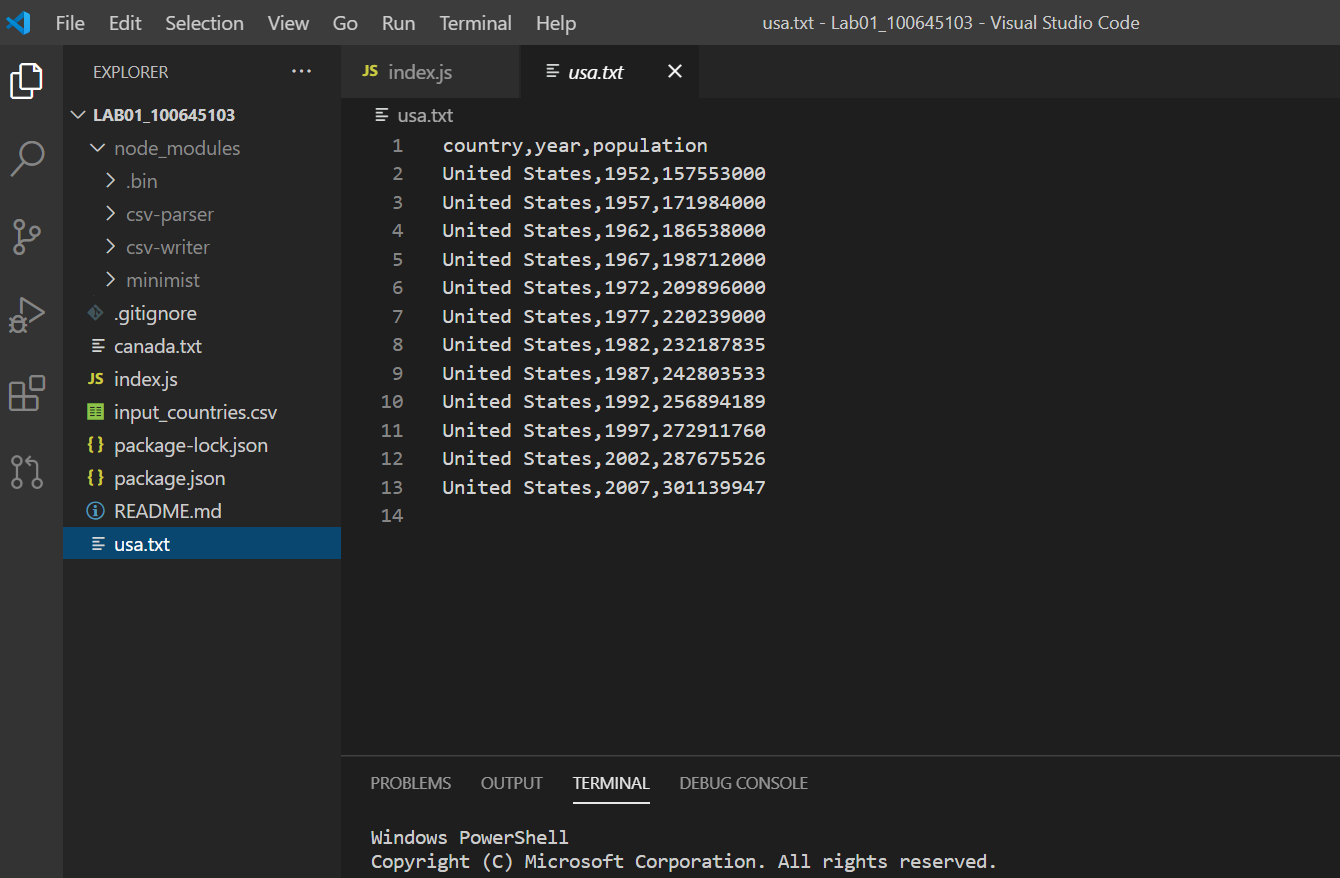 File Edit Selection View Go Run Terminal Help usa.txt - Lab01_100645103 - Visual Studio Code
EXPLORER ...
LAB01_100645103
node_modules
.bin
csv-parser
csv-writer
minimist
.gitignore
canada.txt
JS index.js
input_countries.csv
{} package-lock.json
{} package.json
README.md
usa.txt
JS index.js usa.txt
usa.txt
1 country,year,population
2 United States,1952,157553000
3 United States,1957,171984000
4 United States,1962,186538000
5 United States,1967,198712000
6 United States,1972,209896000
7 United States,1977,220239000
8 United States,1982,232187835
9 United States,1987,242803533
10 United States,1992,256894189
11 United States,1997,272911760
12 United States,2002,287675526
13 United States,2007,301139947
14
PROBLEMS OUTPUT TERMINAL DEBUG CONSOLE
Windows PowerShell
Copyright (C) Microsoft Corporation. All rights reserved.